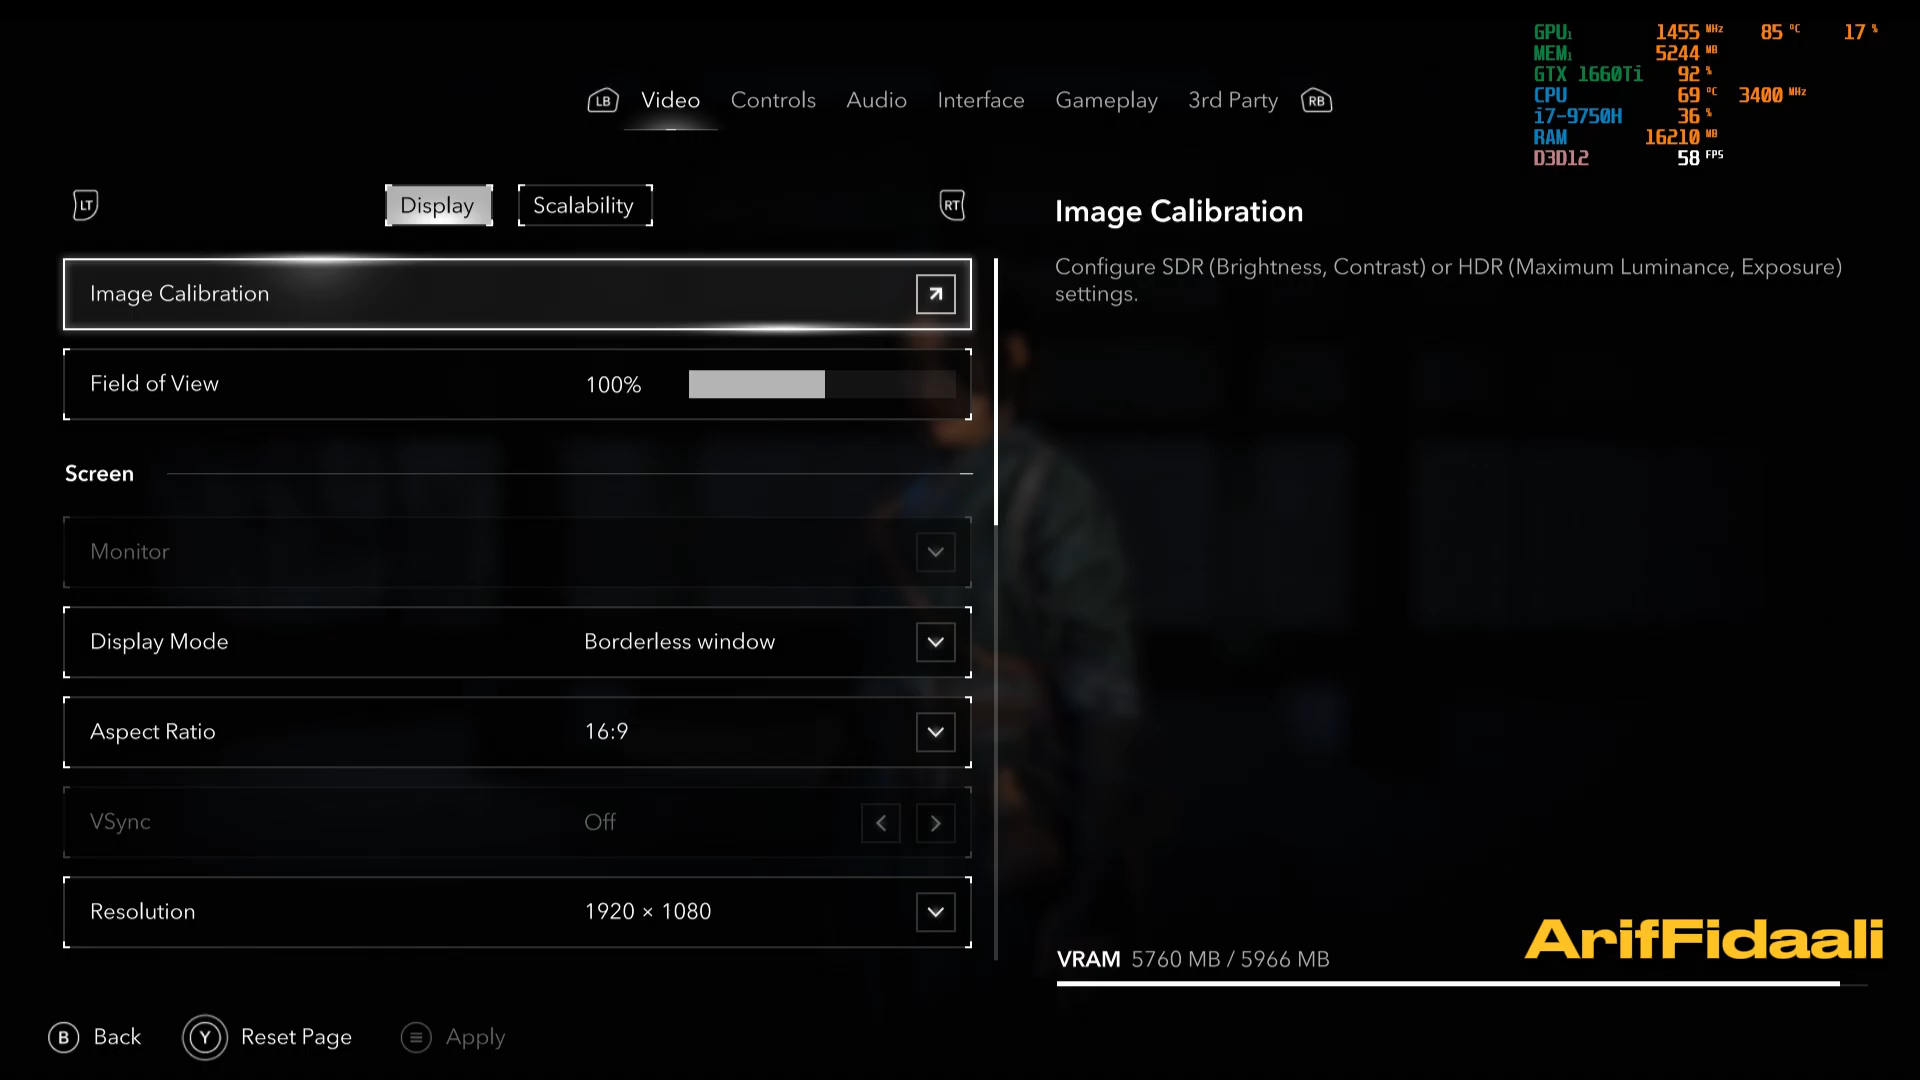 GPU1 1455 MHz 85 °C 17 %
MEM1 5244 MB
GTX 1660Ti 92 %
CPU 69 °C 3400 MHz
i7-9750H 36 %
RAM 16210 MB
D3D12 58 FPS
LB Video Controls Audio Interface Gameplay 3rd Party RB
LT Display Scalability RT
Image Calibration
Field of View 100%
Screen
Monitor
Display Mode Borderless window
Aspect Ratio 16:9
VSync Off
Resolution 1920 × 1080
Image Calibration
Configure SDR (Brightness, Contrast) or HDR (Maximum Luminance, Exposure)
settings.
ArifFidaali
VRAM 5760 MB / 5966 MB
B Back Y Reset Page Apply